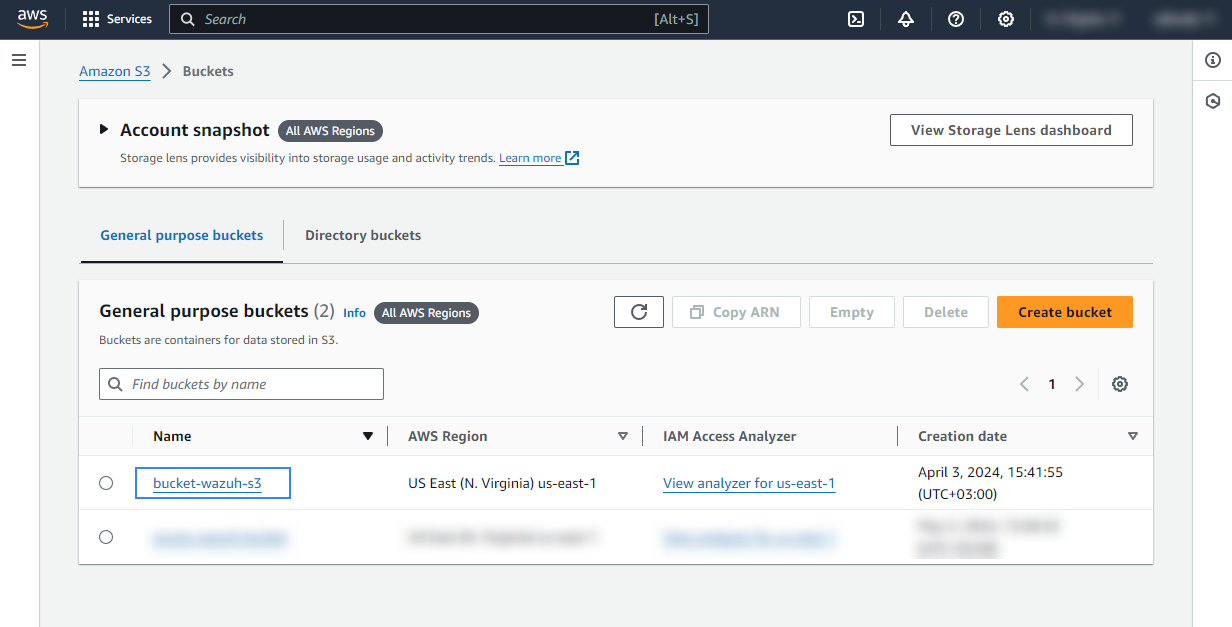 aws
Services
Search [Alt+S]
Amazon S3 Buckets
Account snapshot All AWS Regions
View Storage Lens dashboard
Storage lens provides visibility into storage usage and activity trends. Learn more
General purpose buckets Directory buckets
General purpose buckets (2) Info All AWS Regions
Copy ARN Empty Delete Create bucket
Buckets are containers for data stored in S3.
Find buckets by name
1
Name AWS Region IAM Access Analyzer Creation date
bucket-wazuh-s3 US East (N. Virginia) us-east-1 View analyzer for us-east-1 April 3, 2024, 15:41:55
(UTC+03:00)